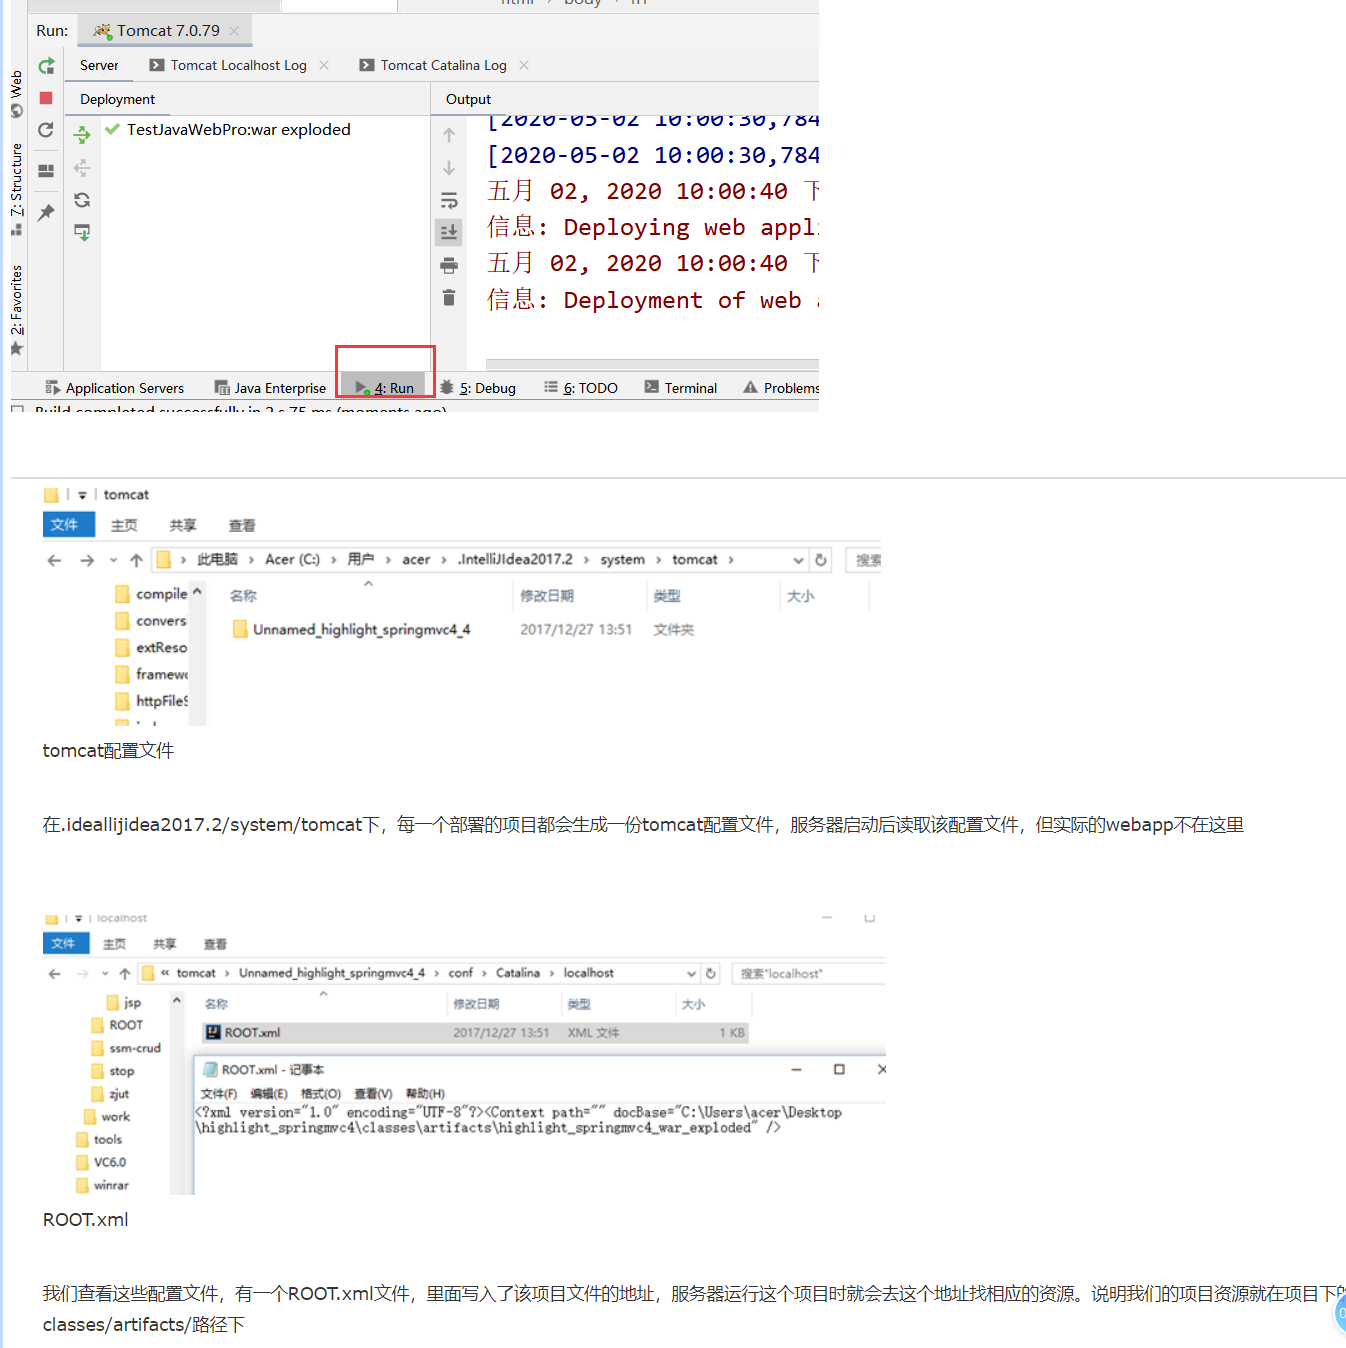 Run: Tomcat 7.0.79
Server Tomcat Localhost Log Tomcat Catalina Log
Deployment Output
Web
7: Structure
2: Favorites
TestJavaWebPro:war exploded
[2020-05-02 10:00:30,784
[2020-05-02 10:00:30,784
五月 02, 2020 10:00:40 下
信息: Deploying web appl
五月 02, 2020 10:00:40 下
信息: Deployment of web
Application Servers Java Enterprise 4: Run 5: Debug 6: TODO Terminal Problems
Build completed successfully in 2 s 75 ms (moments ago)
tomcat
文件 主页 共享 查看
此电脑 › Acer (C:) › 用户 › acer › .IntelliJIdea2017.2 › system › tomcat › 搜索
名称 修改日期 类型 大小
compile
convers
extReso
framewo
httpFileS
Unnamed_highlight_springmvc4_4 2017/12/27 13:51 文件夹
tomcat配置文件
在.ideallijidea2017.2/system/tomcat下，每一个部署的项目都会生成一份tomcat配置文件，服务器启动后读取该配置文件，但实际的webapp不在这里
localhost
文件 主页 共享 查看
« tomcat › Unnamed_highlight_springmvc4_4 › conf › Catalina › localhost 搜索"localhost"
名称 修改日期 类型 大小
jsp
ROOT
ssm-crud
stop
zjut
work
tools
VC6.0
winrar
ROOT.xml 2017/12/27 13:51 XML 文件 1 KB
ROOT.xml - 记事本
文件(F) 编辑(E) 格式(O) 查看(V) 帮助(H)
<?xml version="1.0" encoding="UTF-8"?><Context path="" docBase="C:\Users\acer\Desktop
\highlight_springmvc4\classes\artifacts\highlight_springmvc4_war_exploded" />
ROOT.xml
我们查看这些配置文件，有一个ROOT.xml文件，里面写入了该项目文件的地址，服务器运行这个项目时就会去这个地址找相应的资源。说明我们的项目资源就在项目下的
classes/artifacts/路径下